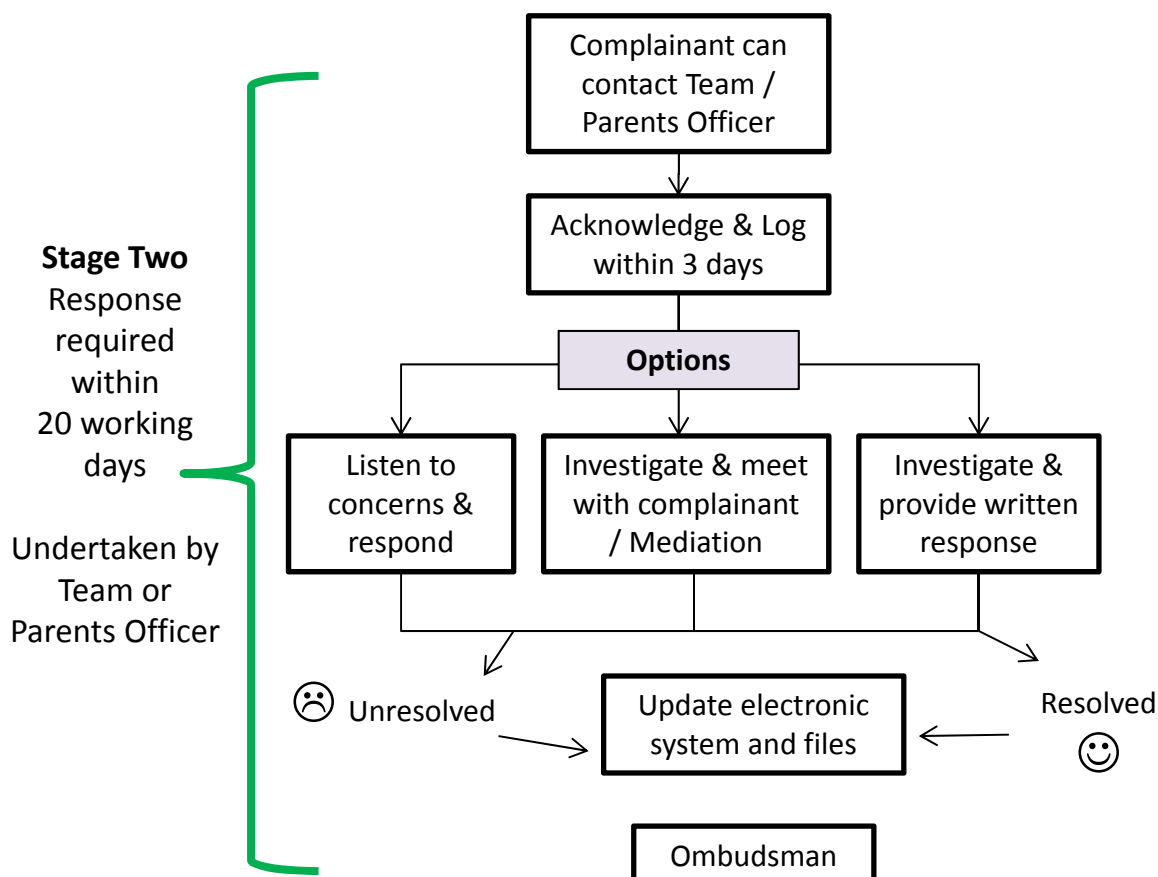 Complainant can
contact Team /
Parents Officer
Acknowledge & Log
within 3 days
Stage Two
Response
required
within
20 working
days
Undertaken by
Team or
Parents Officer
Options
Listen to
concerns &
respond
Investigate & meet
with complainant
/ Mediation
Investigate &
provide written
response
Unresolved
Update electronic
system and files
Resolved
Ombudsman